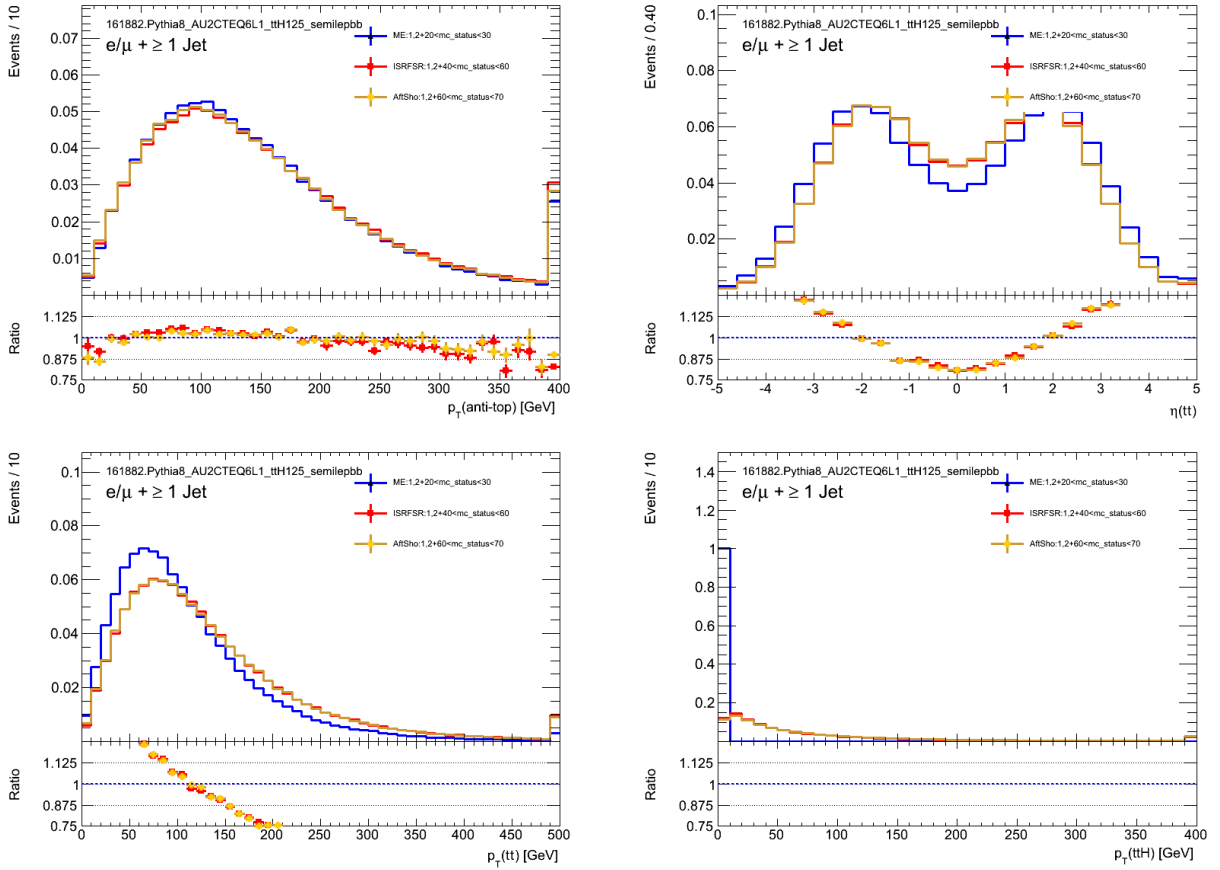 Events / 10
161882.Pythia8_AU2CTEQ6L1_ttH125_semilepbb
e/μ + ≥ 1 Jet
ME:1,2+20<mc_status<30
ISRFSR:1,2+40<mc_status<60
AftSho:1,2+60<mc_status<70
0.07
0.06
0.05
0.04
0.03
0.02
0.01
Ratio
1.125
1
0.875
0.75
0 50 100 150 200 250 300 350 400
p_T(anti-top) [GeV]
Events / 0.40
161882.Pythia8_AU2CTEQ6L1_ttH125_semilepbb
e/μ + ≥ 1 Jet
ME:1,2+20<mc_status<30
ISRFSR:1,2+40<mc_status<60
AftSho:1,2+60<mc_status<70
0.1
0.08
0.06
0.04
0.02
Ratio
1.125
1
0.875
0.75
-5 -4 -3 -2 -1 0 1 2 3 4 5
η(tt)
Events / 10
161882.Pythia8_AU2CTEQ6L1_ttH125_semilepbb
e/μ + ≥ 1 Jet
ME:1,2+20<mc_status<30
ISRFSR:1,2+40<mc_status<60
AftSho:1,2+60<mc_status<70
0.1
0.08
0.06
0.04
0.02
Ratio
1.125
1
0.875
0.75
0 100 200 300 400 500
p_T(tt) [GeV]
Events / 10
161882.Pythia8_AU2CTEQ6L1_ttH125_semilepbb
e/μ + ≥ 1 Jet
ME:1,2+20<mc_status<30
ISRFSR:1,2+40<mc_status<60
AftSho:1,2+60<mc_status<70
1.4
1.2
1
0.8
0.6
0.4
0.2
Ratio
1.125
1
0.875
0.75
0 50 100 150 200 250 300 350 400
p_T(ttH) [GeV]